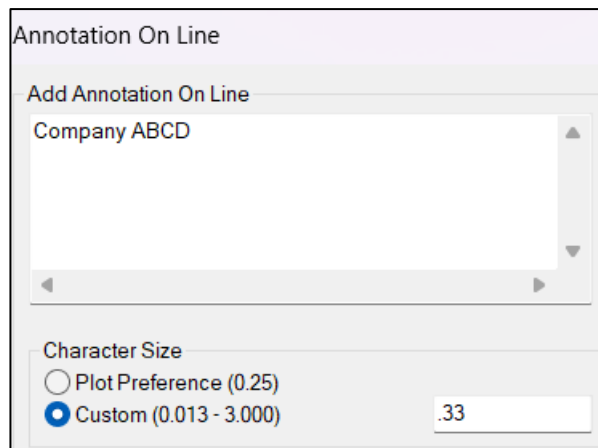 Annotation On Line
Add Annotation On Line
Company ABCD
Character Size
Plot Preference (0.25)
Custom (0.013 - 3.000) .33